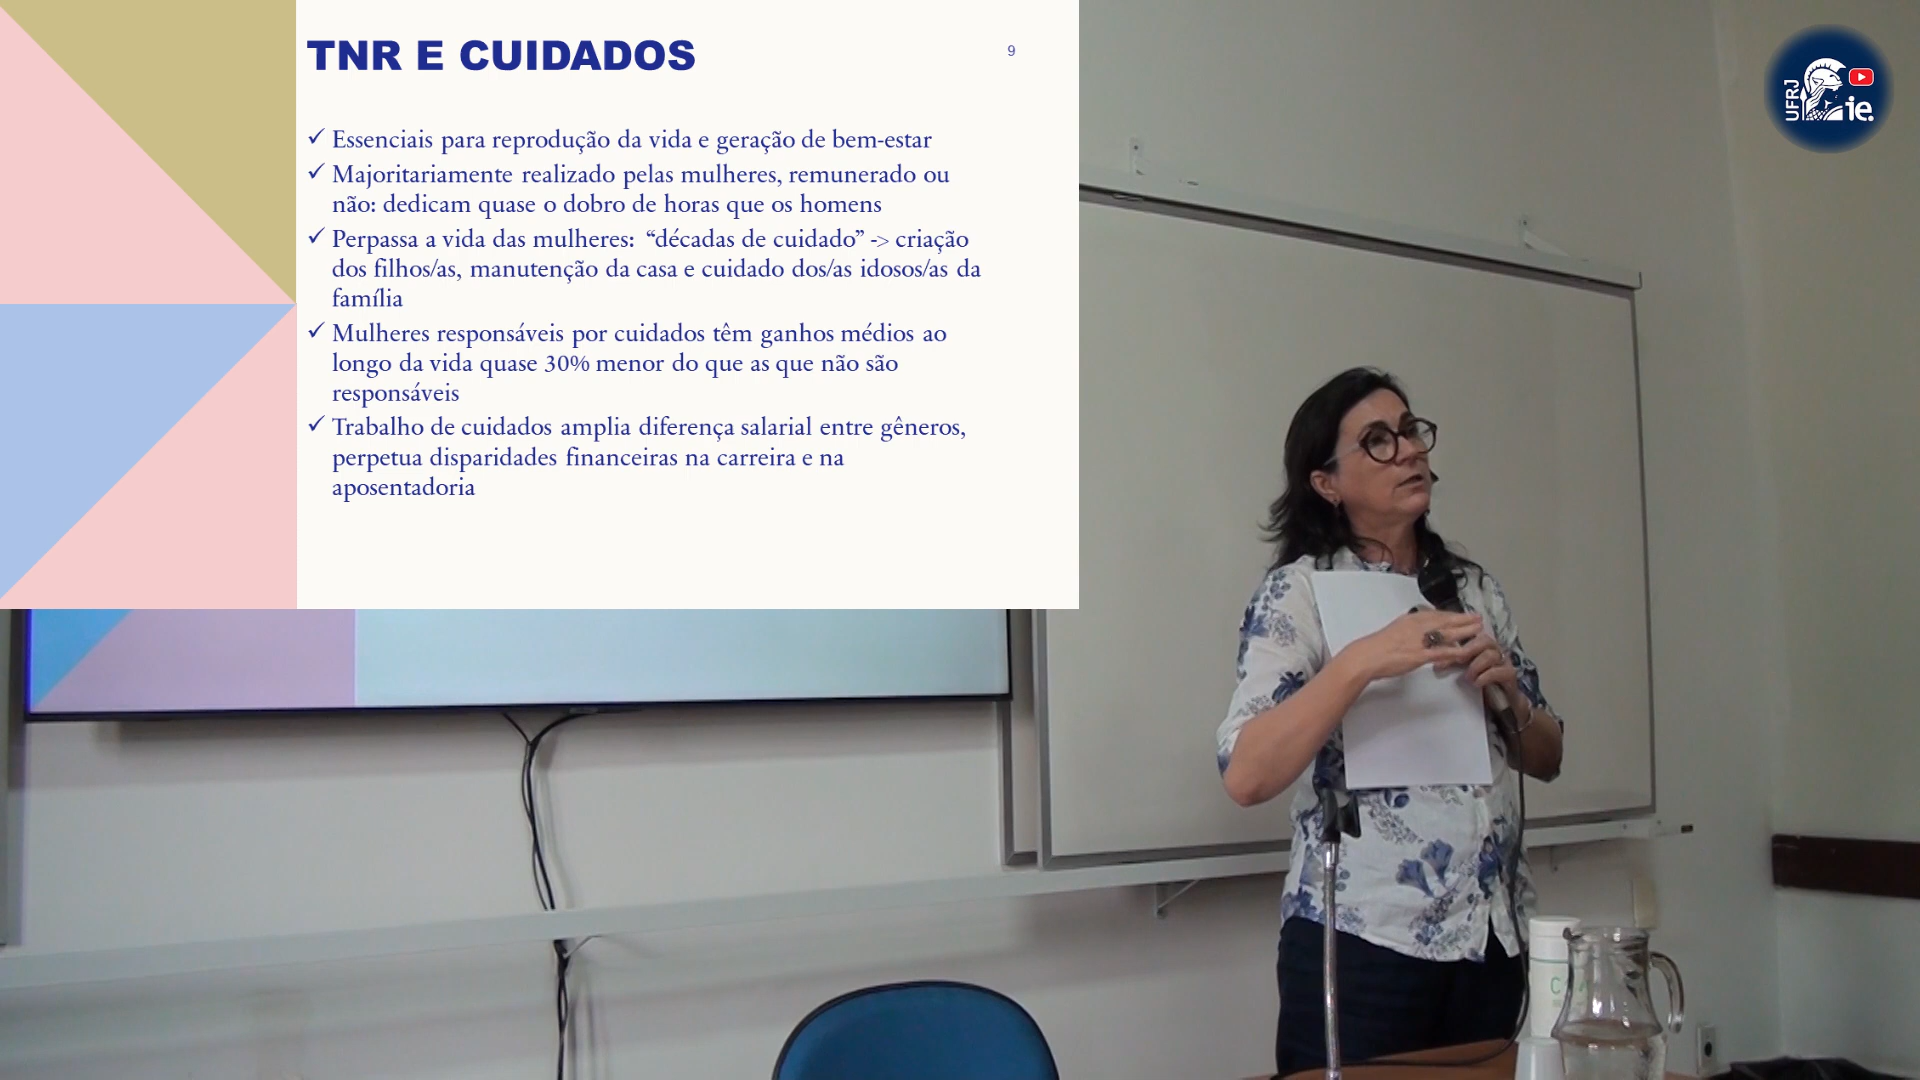 TNR E CUIDADOS
9
✓ Essenciais para reprodução da vida e geração de bem-estar
✓ Majoritariamente realizado pelas mulheres, remunerado ou
não: dedicam quase o dobro de horas que os homens
✓ Perpassa a vida das mulheres: “décadas de cuidado” -> criação
dos filhos/as, manutenção da casa e cuidado dos/as idosos/as da
família
✓ Mulheres responsáveis por cuidados têm ganhos médios ao
longo da vida quase 30% menor do que as que não são
responsáveis
✓ Trabalho de cuidados amplia diferença salarial entre gêneros,
perpetua disparidades financeiras na carreira e na
aposentadoria
UFRJ
ie.